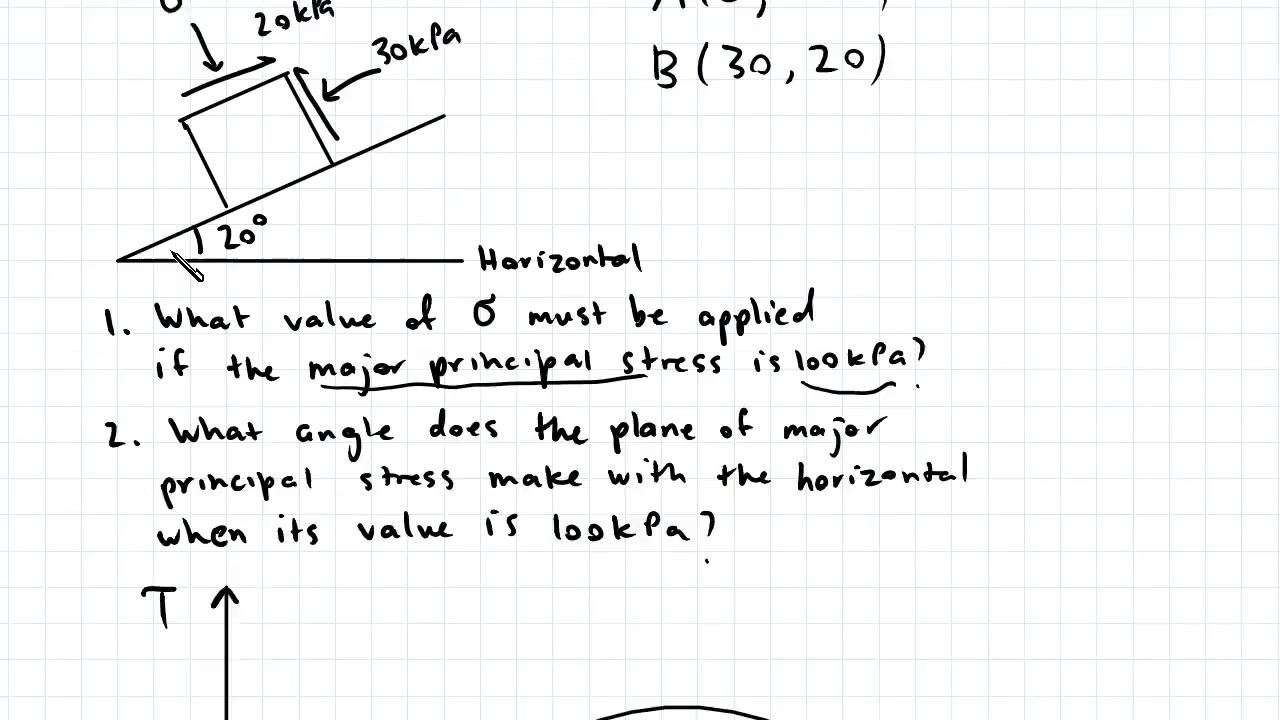 20kPa
30kPa
B (30, 20)
20°
Horizontal
1. What value of σ must be applied
if the major principal stress is 100kPa?
2. What angle does the plane of major
principal stress make with the horizontal
when its value is 100kPa?
T